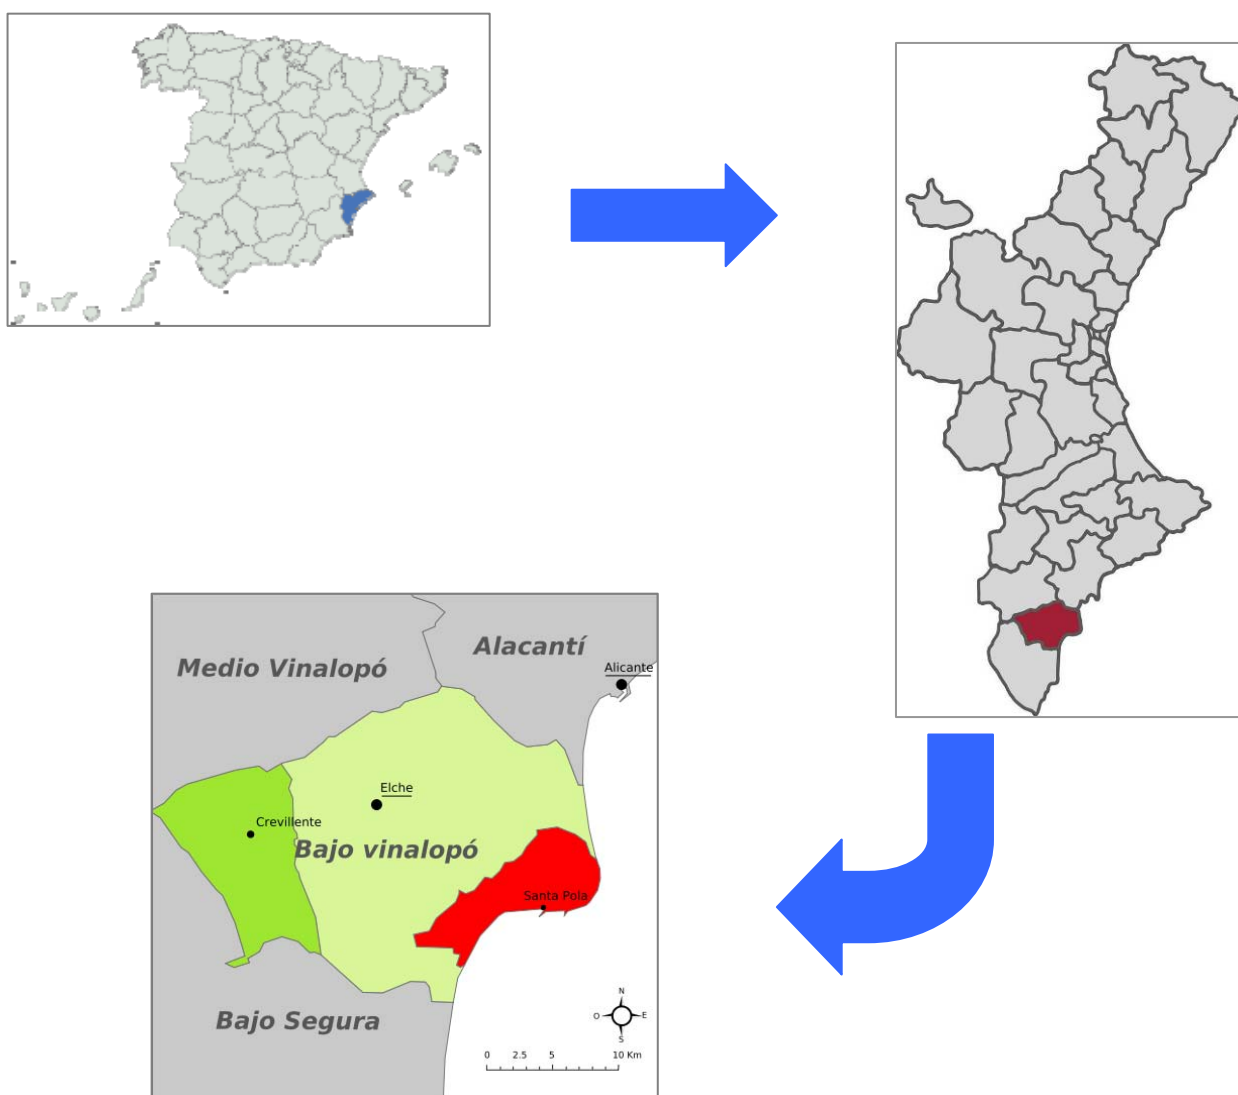 Alacantí
Medio Vinalopó
Alicante
Elche
Crevillente
Bajo vinalopó
Santa Pola
Bajo Segura
N
O E
S
0 2.5 5 10 Km